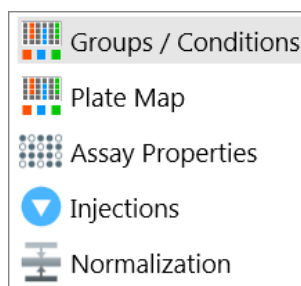 Groups / Conditions
Plate Map
Assay Properties
Injections
Normalization